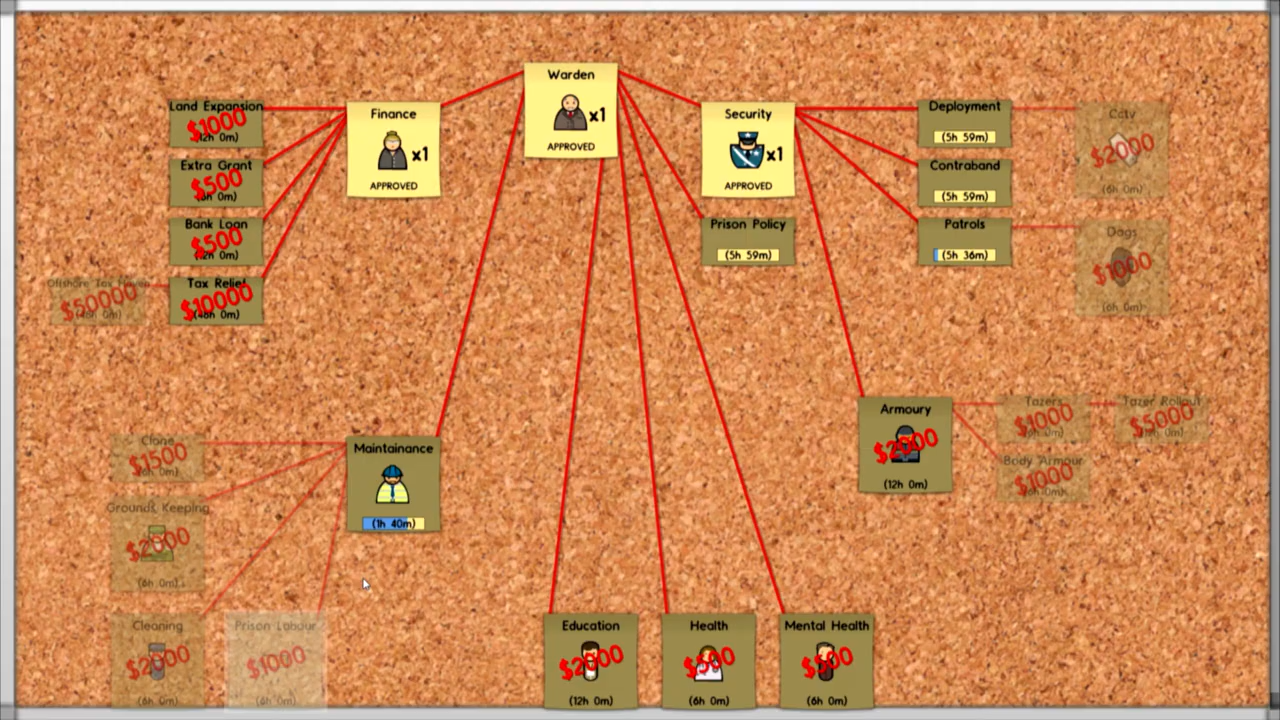 Warden
x1
APPROVED
Finance
x1
APPROVED
Security
x1
APPROVED
Land Expansion
$1000
(12h 0m)
Extra Grant
$500
Bank Loan
$500
Tax Relief
$10000
Offshore Tax Haven
$50000
Deployment
(5h 59m)
Contraband
(5h 59m)
Patrols
(5h 36m)
Prison Policy
(5h 59m)
Cctv
$2000
(6h 0m)
Dogs
$1000
(6h 0m)
Armoury
$2000
(12h 0m)
Tazers
$1000
Tazer Rollout
$5000
Body Armour
$1000
Maintainance
(1h 40m)
Clone
$1500
Grounds Keeping
$2000
(6h 0m)
Cleaning
$2000
(6h 0m)
Prison Labour
$1000
(6h 0m)
Education
$2000
(12h 0m)
Health
$500
(6h 0m)
Mental Health
$500
(6h 0m)